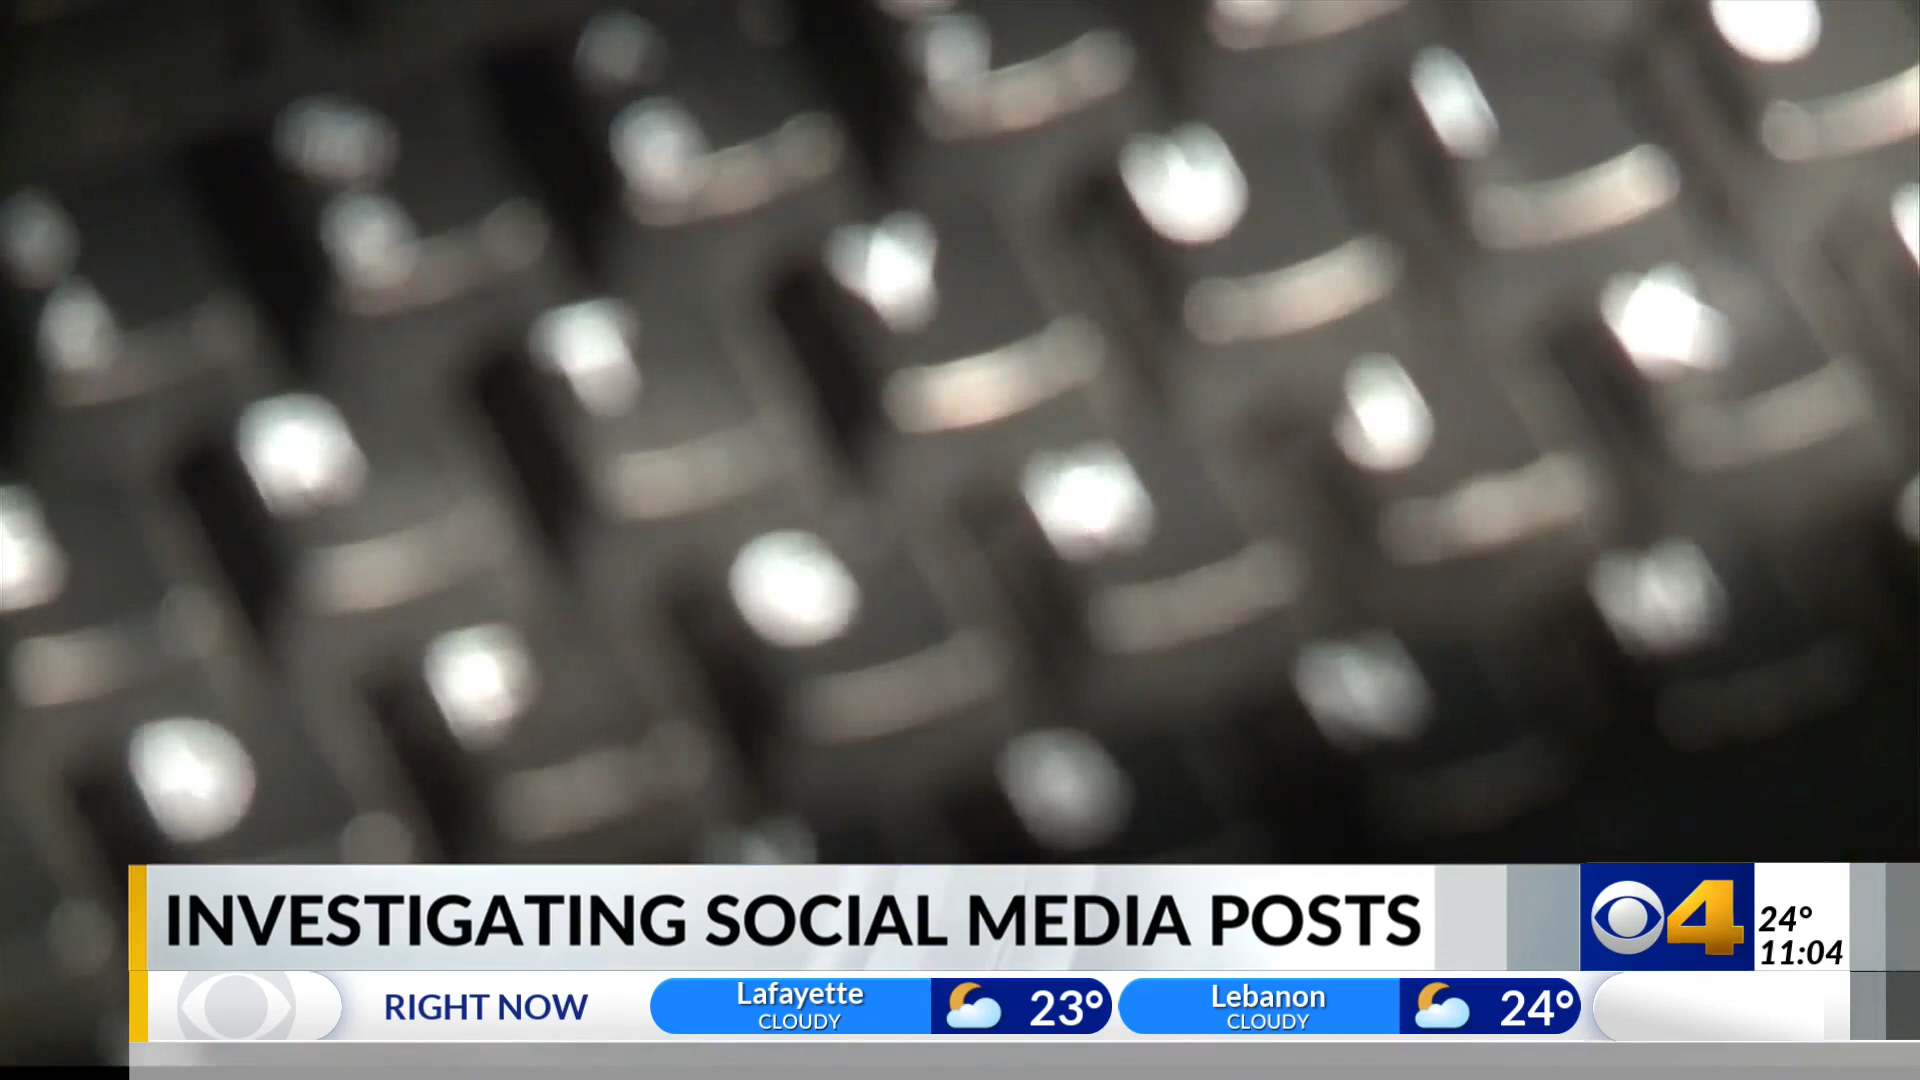 INVESTIGATING SOCIAL MEDIA POSTS
4
24°
11:04
RIGHT NOW
Lafayette
CLOUDY
23°
Lebanon
CLOUDY
24°